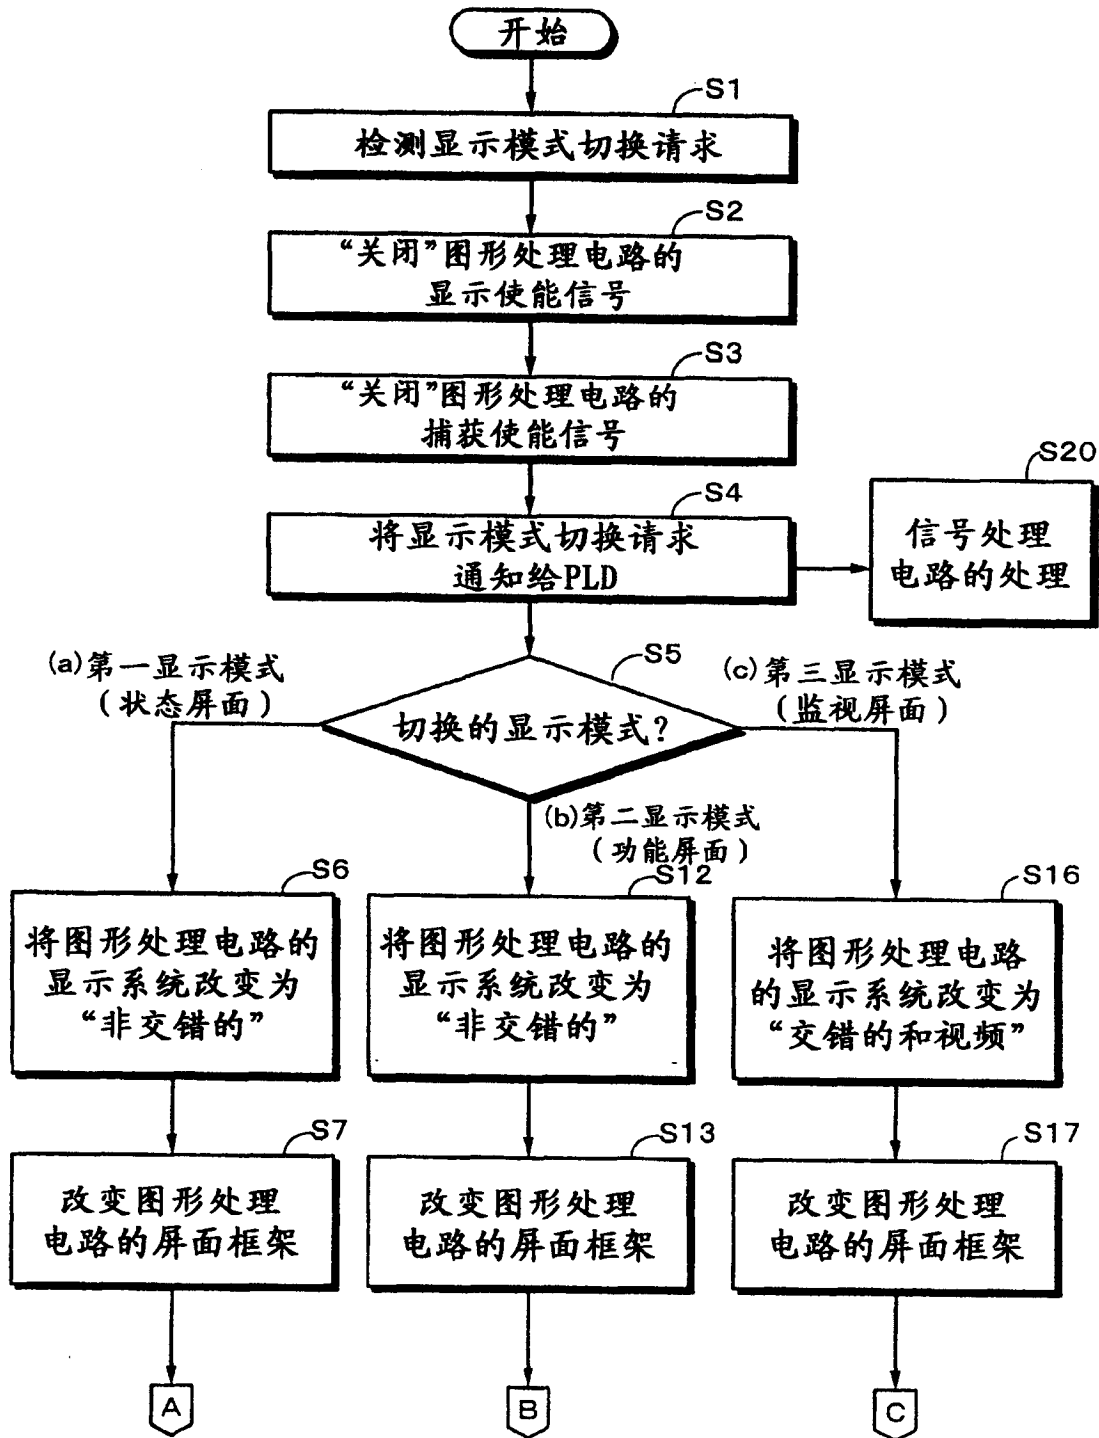 开始
S1
检测显示模式切换请求
S2
“关闭”图形处理电路的
显示使能信号
S3
“关闭”图形处理电路的
捕获使能信号
S4
将显示模式切换请求
通知给PLD
S20
信号处理
电路的处理
S5
切换的显示模式?
(a)第一显示模式
(状态屏面)
(b)第二显示模式
(功能屏面)
(c)第三显示模式
(监视屏面)
S6
将图形处理电路的
显示系统改变为
“非交错的”
S12
将图形处理电路的
显示系统改变为
“非交错的”
S16
将图形处理电路
的显示系统改变为
“交错的和视频”
S7
改变图形处理
电路的屏面框架
S13
改变图形处理
电路的屏面框架
S17
改变图形处理
电路的屏面框架
A
B
C